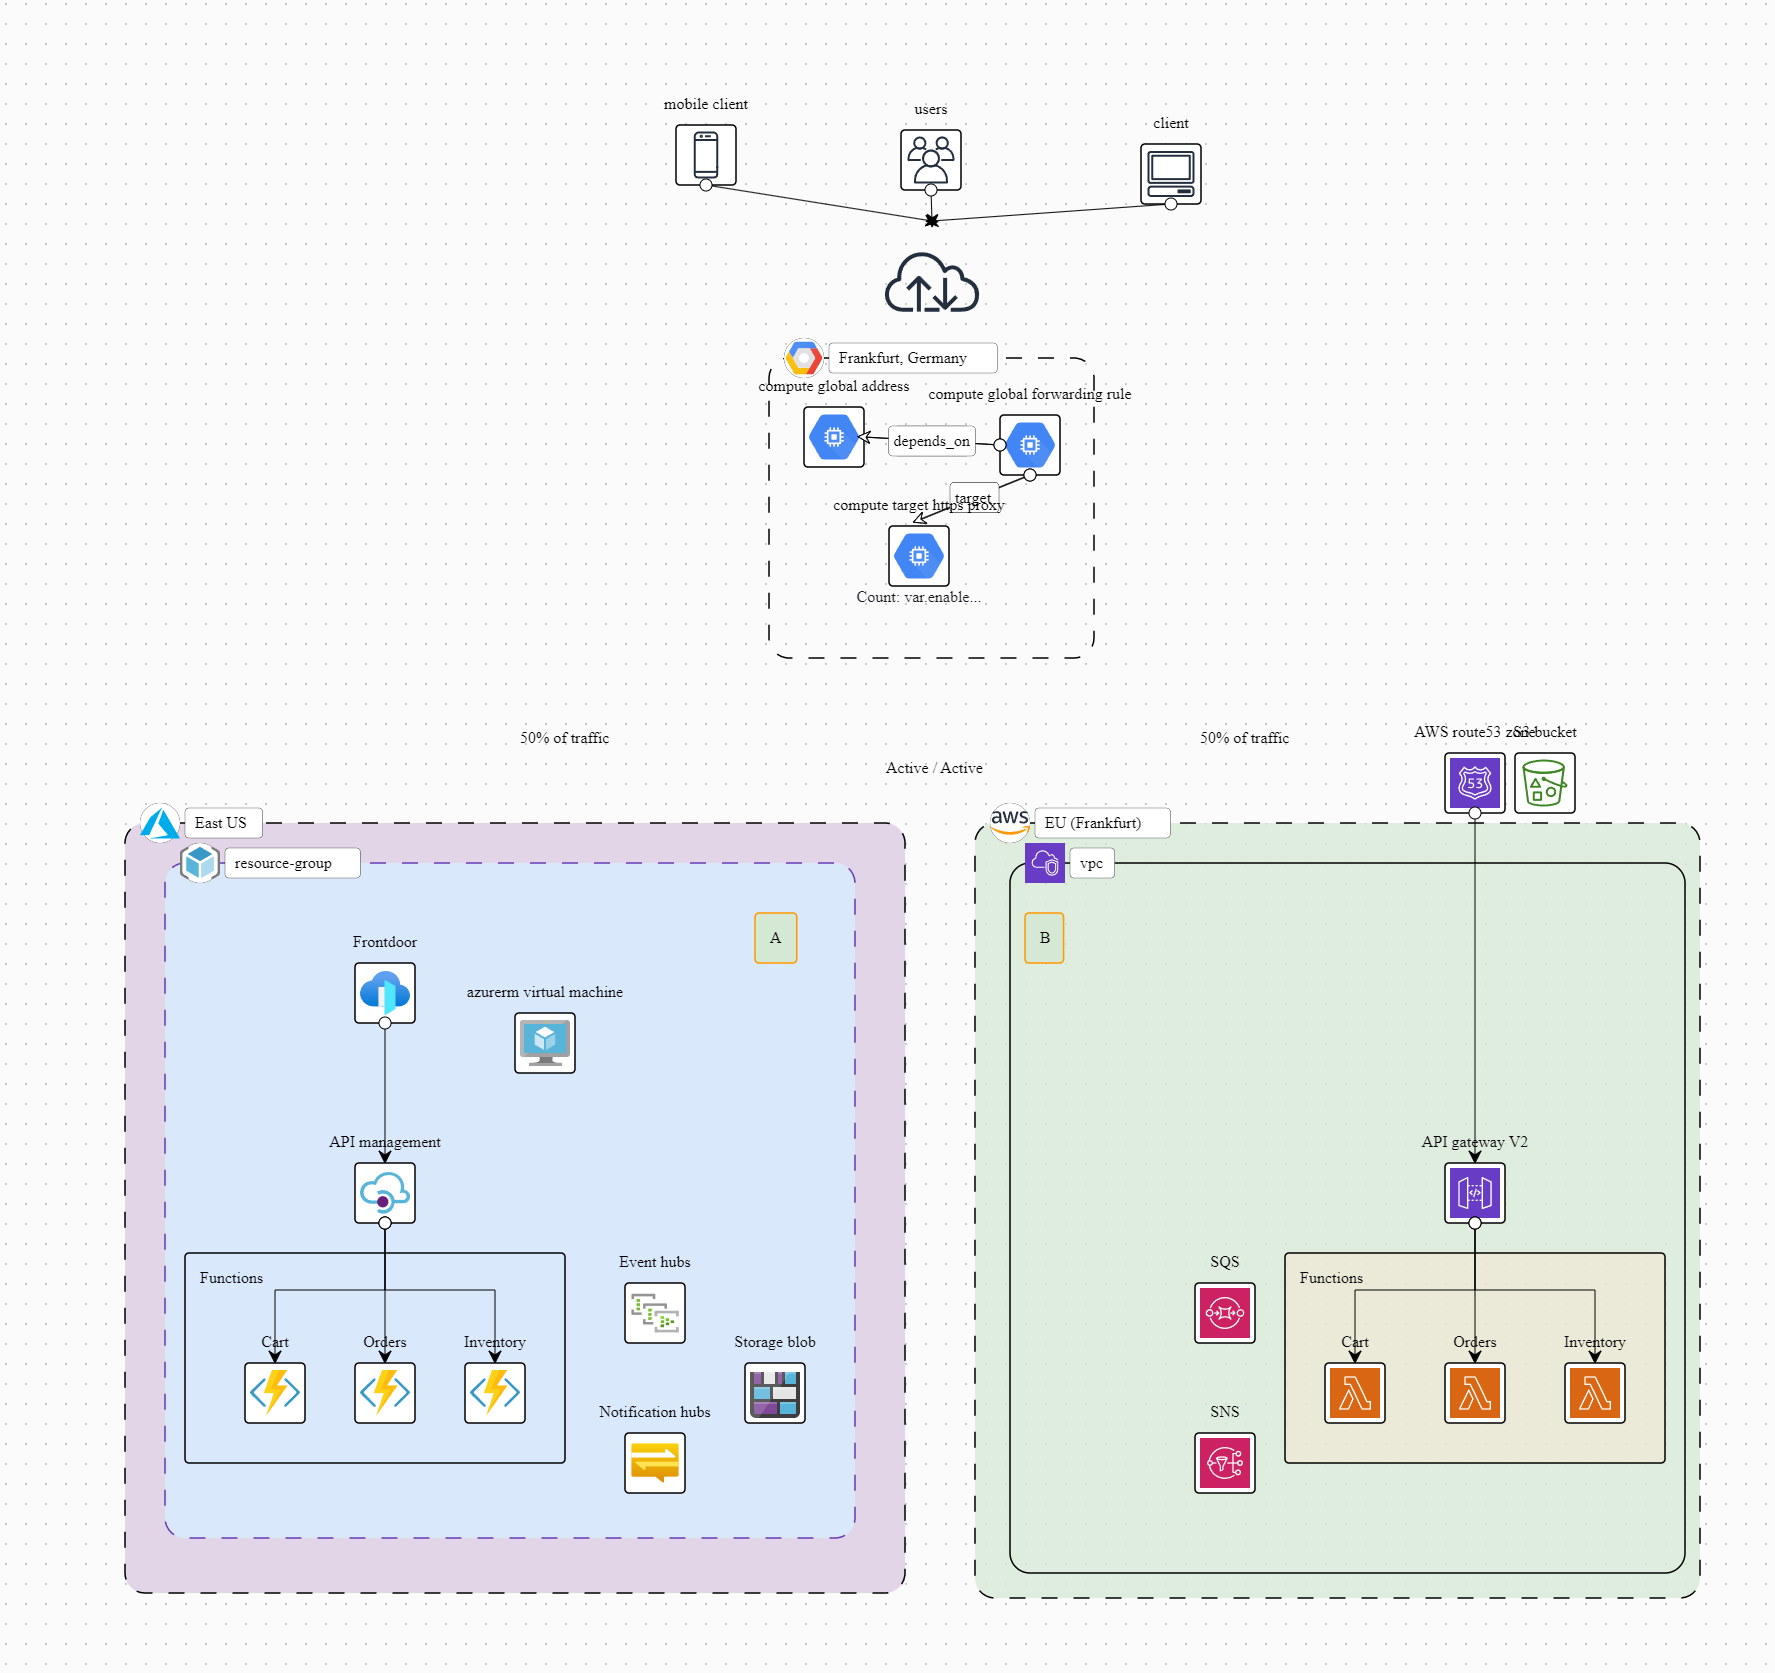 mobile client
users
client
Frankfurt, Germany
compute global address
compute global forwarding rule
depends_on
target
compute target https proxy
Count: var.enable...
50% of traffic
50% of traffic
Active / Active
AWS route53 zone
S3 bucket
53
East US
resource-group
A
Frontdoor
azurerm virtual machine
API management
Functions
Cart
Orders
Inventory
Event hubs
Storage blob
Notification hubs
aws
EU (Frankfurt)
vpc
B
API gateway V2
SQS
Functions
Cart
Orders
Inventory
SNS